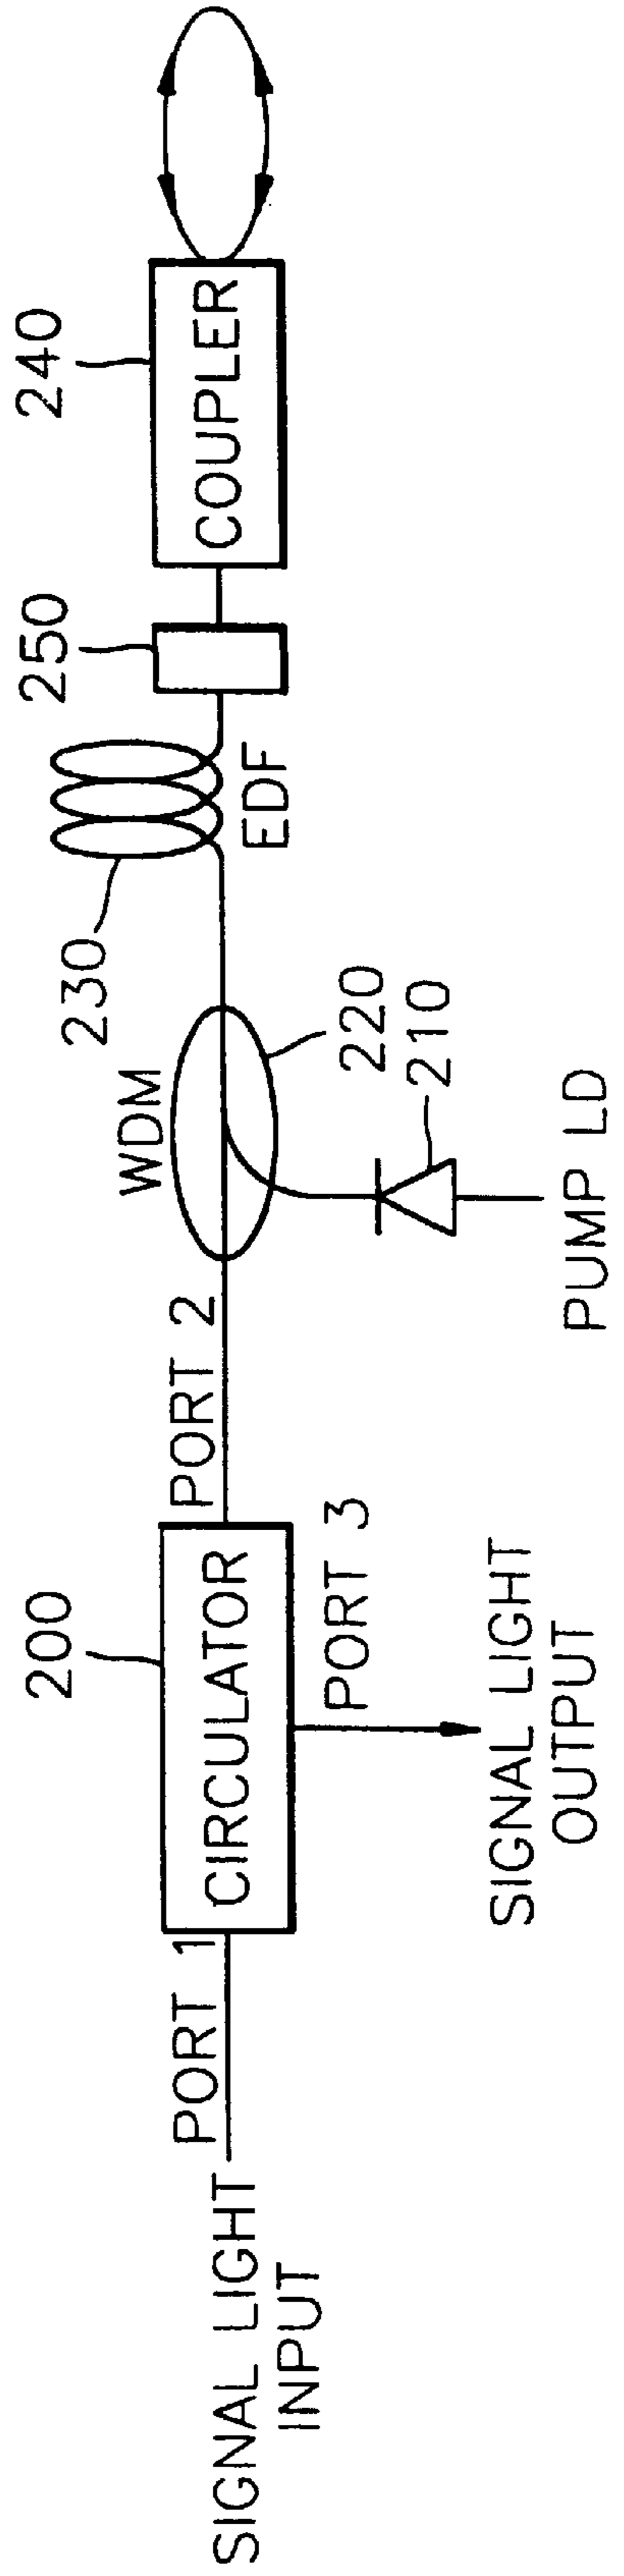 SIGNAL LIGHT
INPUT
PORT 1
200
CIRCULATOR
PORT 3
SIGNAL LIGHT
OUTPUT
PORT 2
WDM
220
210
PUMP LD
230
EDF
250
240
COUPLER